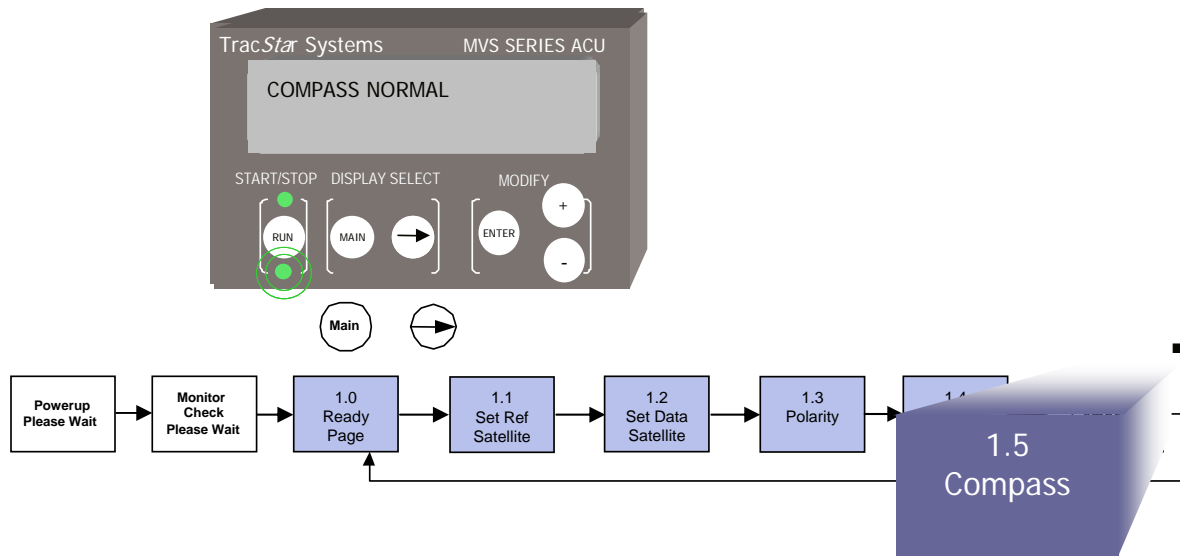 TracStar Systems MVS SERIES ACU
COMPASS NORMAL
START/STOP DISPLAY SELECT MODIFY
RUN MAIN ENTER + -
Main
Powerup
Please Wait
Monitor
Check
Please Wait
1.0
Ready
Page
1.1
Set Ref
Satellite
1.2
Set Data
Satellite
1.3
Polarity
1.5
Compass